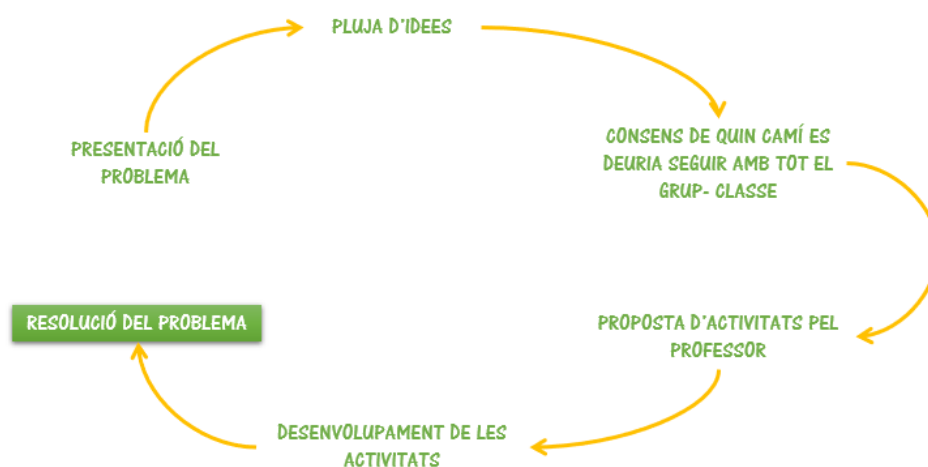 PLUJA D'IDEES
PRESENTACIÓ DEL
PROBLEMA
CONSENS DE QUIN CAMÍ ES
DEURIA SEGUIR AMB TOT EL
GRUP- CLASSE
PROPOSTA D'ACTIVITATS PEL
PROFESSOR
DESENVOLUPAMENT DE LES
ACTIVITATS
RESOLUCIÓ DEL PROBLEMA